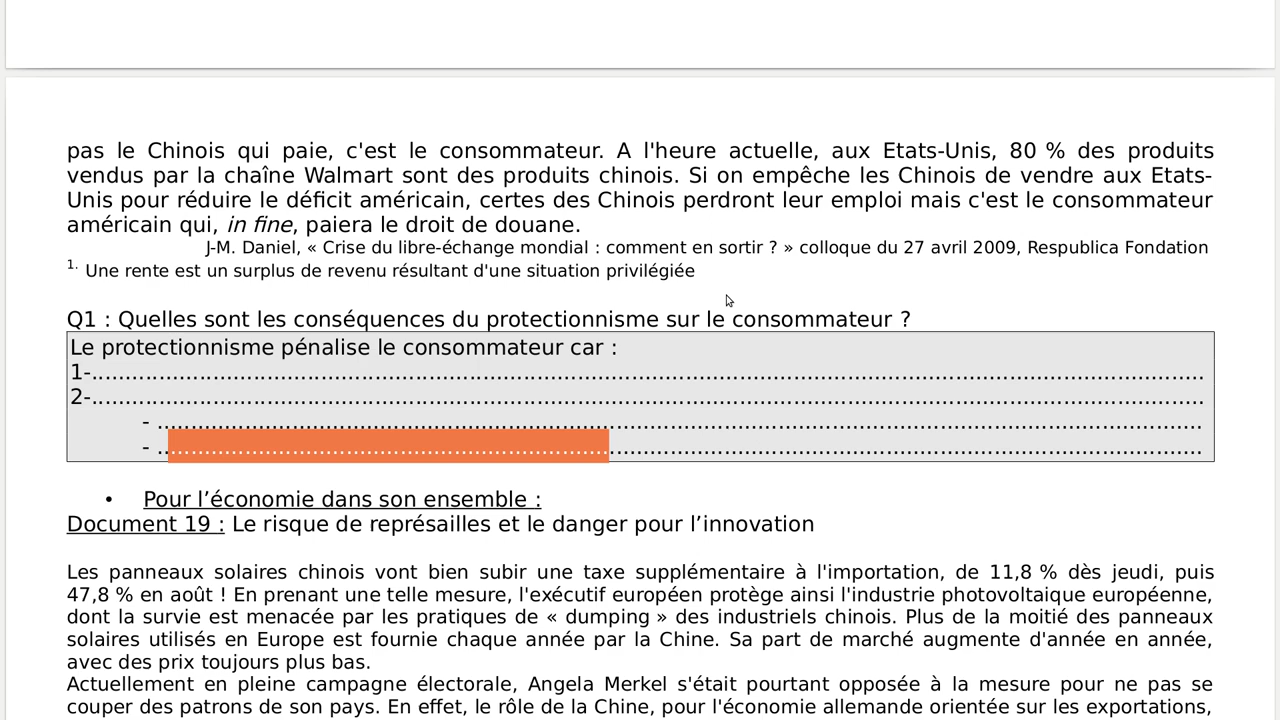 pas le Chinois qui paie, c'est le consommateur. A l'heure actuelle, aux Etats-Unis, 80 % des produits
vendus par la chaîne Walmart sont des produits chinois. Si on empêche les Chinois de vendre aux Etats-
Unis pour réduire le déficit américain, certes des Chinois perdront leur emploi mais c'est le consommateur
américain qui, in fine, paiera le droit de douane.
J-M. Daniel, « Crise du libre-échange mondial : comment en sortir ? » colloque du 27 avril 2009, Respublica Fondation
1. Une rente est un surplus de revenu résultant d'une situation privilégiée
Q1 : Quelles sont les conséquences du protectionnisme sur le consommateur ?
Le protectionnisme pénalise le consommateur car :
1-....................................................................................................................................
2-....................................................................................................................................
- ..........................................................................................................................
- ..........................................................................................................................
• Pour l’économie dans son ensemble :
Document 19 : Le risque de représailles et le danger pour l’innovation
Les panneaux solaires chinois vont bien subir une taxe supplémentaire à l'importation, de 11,8 % dès jeudi, puis
47,8 % en août ! En prenant une telle mesure, l'exécutif européen protège ainsi l'industrie photovoltaique européenne,
dont la survie est menacée par les pratiques de « dumping » des industriels chinois. Plus de la moitié des panneaux
solaires utilisés en Europe est fournie chaque année par la Chine. Sa part de marché augmente d'année en année,
avec des prix toujours plus bas.
Actuellement en pleine campagne électorale, Angela Merkel s'était pourtant opposée à la mesure pour ne pas se
couper des patrons de son pays. En effet, le rôle de la Chine, pour l'économie allemande orientée sur les exportations,